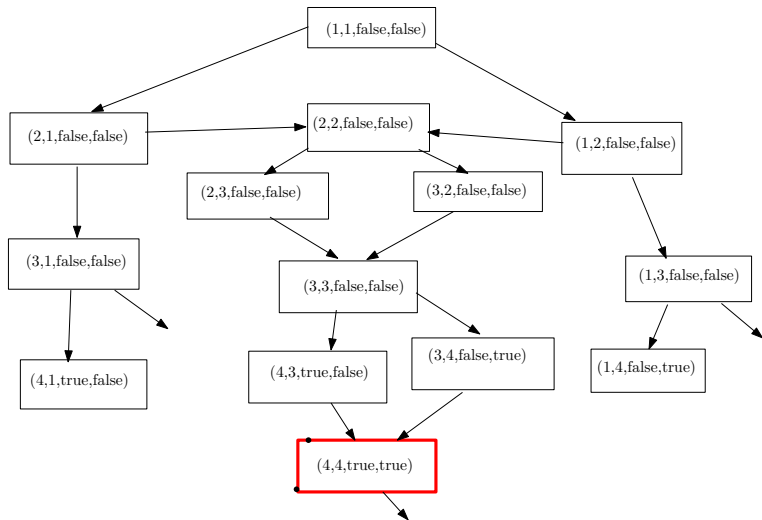 (1,1,false,false)
(2,1,false,false)
(2,2,false,false)
(1,2,false,false)
(2,3,false,false)
(3,2,false,false)
(3,1,false,false)
(3,3,false,false)
(1,3,false,false)
(4,1,true,false)
(4,3,true,false)
(3,4,false,true)
(1,4,false,true)
(4,4,true,true)